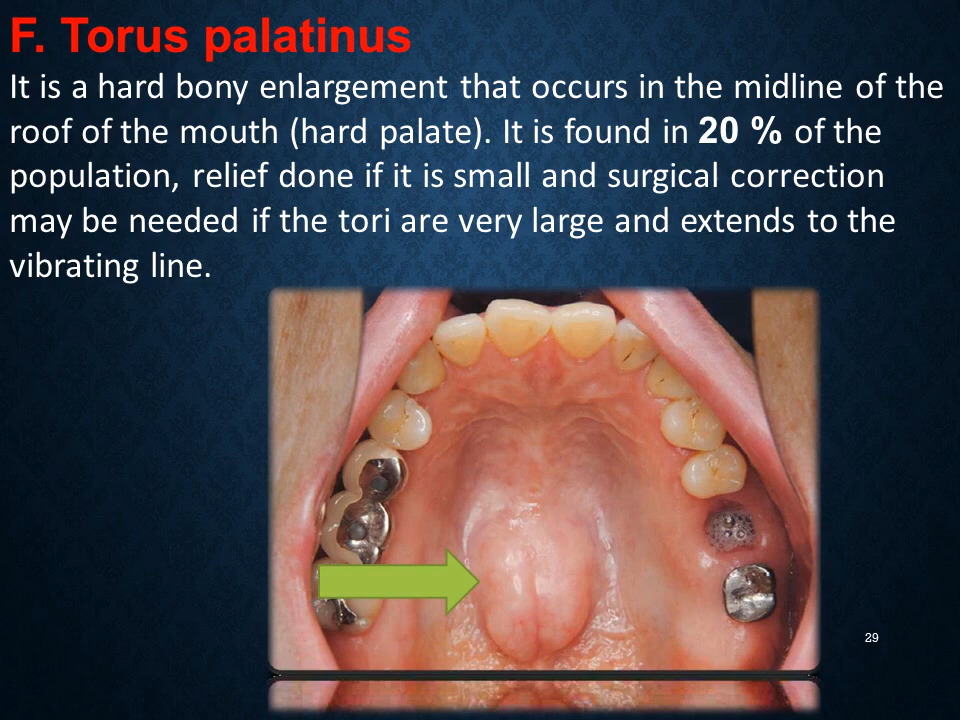 F. Torus palatinus
It is a hard bony enlargement that occurs in the midline of the
roof of the mouth (hard palate). It is found in 20 % of the
population, relief done if it is small and surgical correction
may be needed if the tori are very large and extends to the
vibrating line.
29